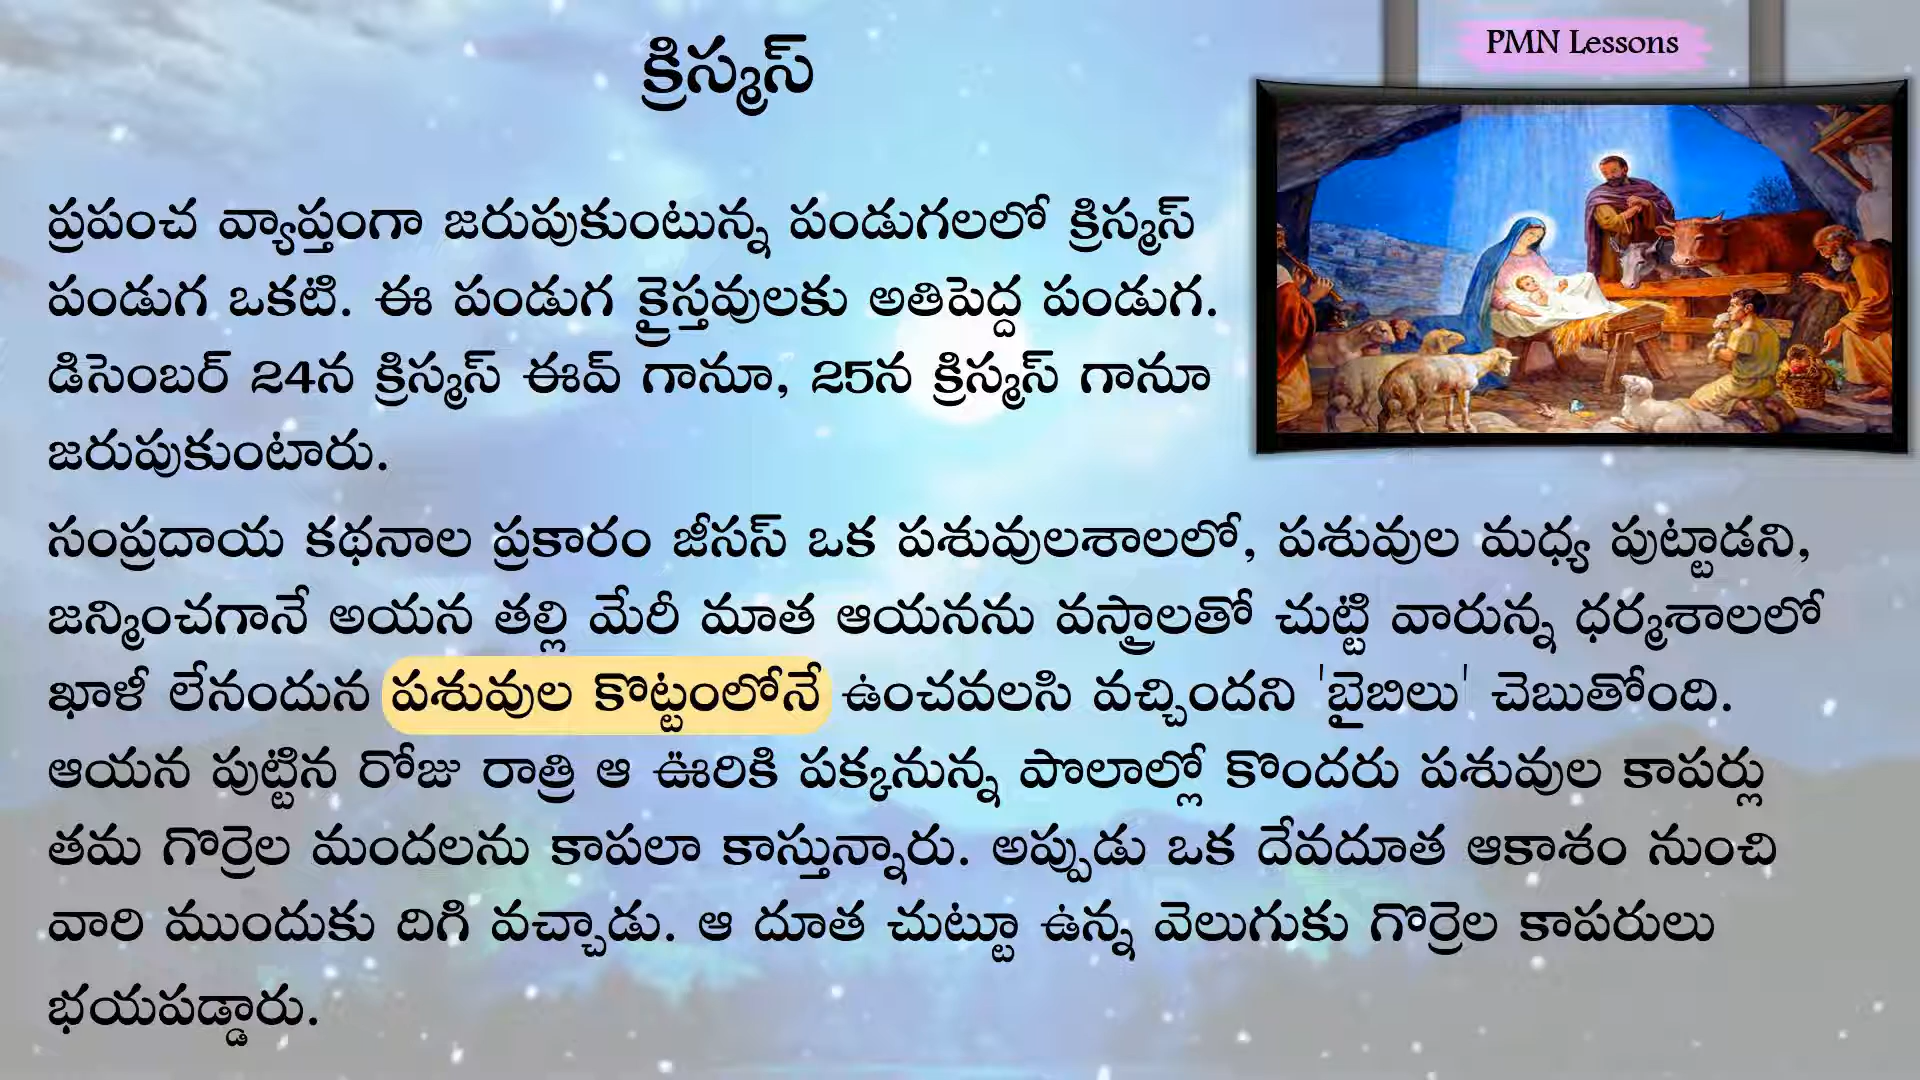 క్రిస్మస్
PMN Lessons
ప్రపంచ వ్యాప్తంగా జరుపుకుంటున్న పండుగలలో క్రిస్మస్
పండుగ ఒకటి. ఈ పండుగ క్రైస్తవులకు అతిపెద్ద పండుగ.
డిసెంబర్ 24న క్రిస్మస్ ఈవ్ గానూ, 25న క్రిస్మస్ గానూ
జరుపుకుంటారు.
సంప్రదాయ కథనాల ప్రకారం జీసస్ ఒక పశువులశాలలో, పశువుల మధ్య పుట్టాడని,
జన్మించగానే అయన తల్లి మేరీ మాత ఆయనను వస్త్రాలతో చుట్టి వారున్న ధర్మశాలలో
ఖాళీ లేనందున పశువుల కొట్టంలోనే ఉంచవలసి వచ్చిందని 'బైబిలు' చెబుతోంది.
ఆయన పుట్టిన రోజు రాత్రి ఆ ఊరికి పక్కనున్న పొలాల్లో కొందరు పశువుల కాపర్లు
తమ గొర్రెల మందలను కాపలా కాస్తున్నారు. అప్పుడు ఒక దేవదూత ఆకాశం నుంచి
వారి ముందుకు దిగి వచ్చాడు. ఆ దూత చుట్టూ ఉన్న వెలుగుకు గొర్రెల కాపరులు
భయపడ్డారు.